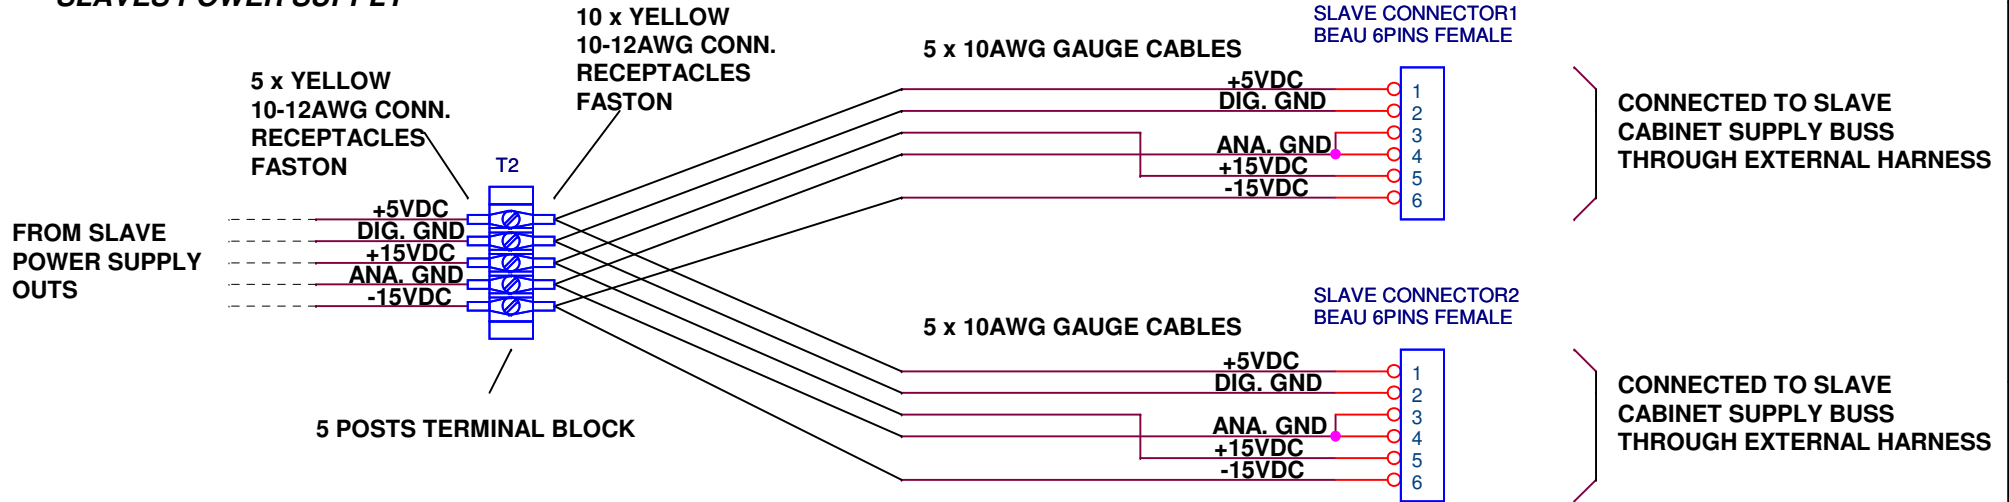 SLAVES POWER SUPPLY
5 x YELLOW
10-12AWG CONN.
RECEPTACLES
FASTON
10 x YELLOW
10-12AWG CONN.
RECEPTACLES
FASTON
T2
FROM SLAVE
POWER SUPPLY
OUTS
+5VDC
DIG. GND
+15VDC
ANA. GND
-15VDC
5 POSTS TERMINAL BLOCK
5 x 10AWG GAUGE CABLES
SLAVE CONNECTOR1
BEAU 6PINS FEMALE
+5VDC
DIG. GND
ANA. GND
+15VDC
-15VDC
1
2
3
4
5
6
CONNECTED TO SLAVE
CABINET SUPPLY BUSS
THROUGH EXTERNAL HARNESS
5 x 10AWG GAUGE CABLES
SLAVE CONNECTOR2
BEAU 6PINS FEMALE
+5VDC
DIG. GND
ANA. GND
+15VDC
-15VDC
1
2
3
4
5
6
CONNECTED TO SLAVE
CABINET SUPPLY BUSS
THROUGH EXTERNAL HARNESS